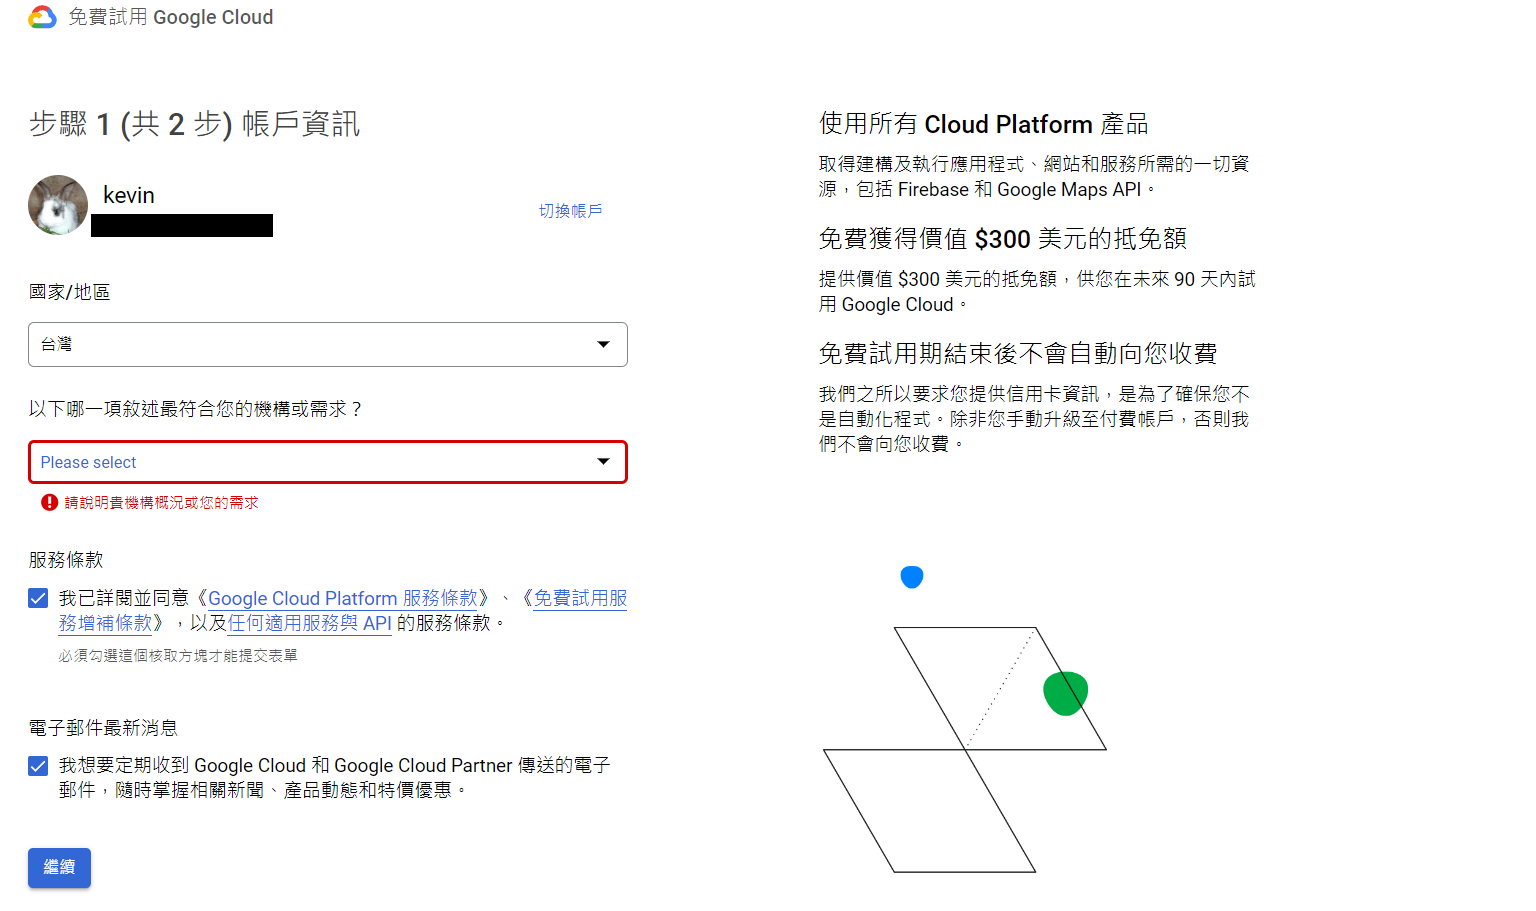 免費試用 Google Cloud
步驟 1 (共 2 步) 帳戶資訊
kevin
切換帳戶
國家/地區
台灣
以下哪一項敘述最符合您的機構或需求？
Please select
請說明貴機構概況或您的需求
服務條款
我已詳閱並同意《Google Cloud Platform 服務條款》、《免費試用服
務增補條款》，以及任何適用服務與 API 的服務條款。
必須勾選這個核取方塊才能提交表單
電子郵件最新消息
我想要定期收到 Google Cloud 和 Google Cloud Partner 傳送的電子
郵件，隨時掌握相關新聞、產品動態和特價優惠。
繼續
使用所有 Cloud Platform 產品
取得建構及執行應用程式、網站和服務所需的一切資
源，包括 Firebase 和 Google Maps API。
免費獲得價值 $300 美元的抵免額
提供價值 $300 美元的抵免額，供您在未來 90 天內試
用 Google Cloud。
免費試用期結束後不會自動向您收費
我們之所以要求您提供信用卡資訊，是為了確保您不
是自動化程式。除非您手動升級至付費帳戶，否則我
們不會向您收費。